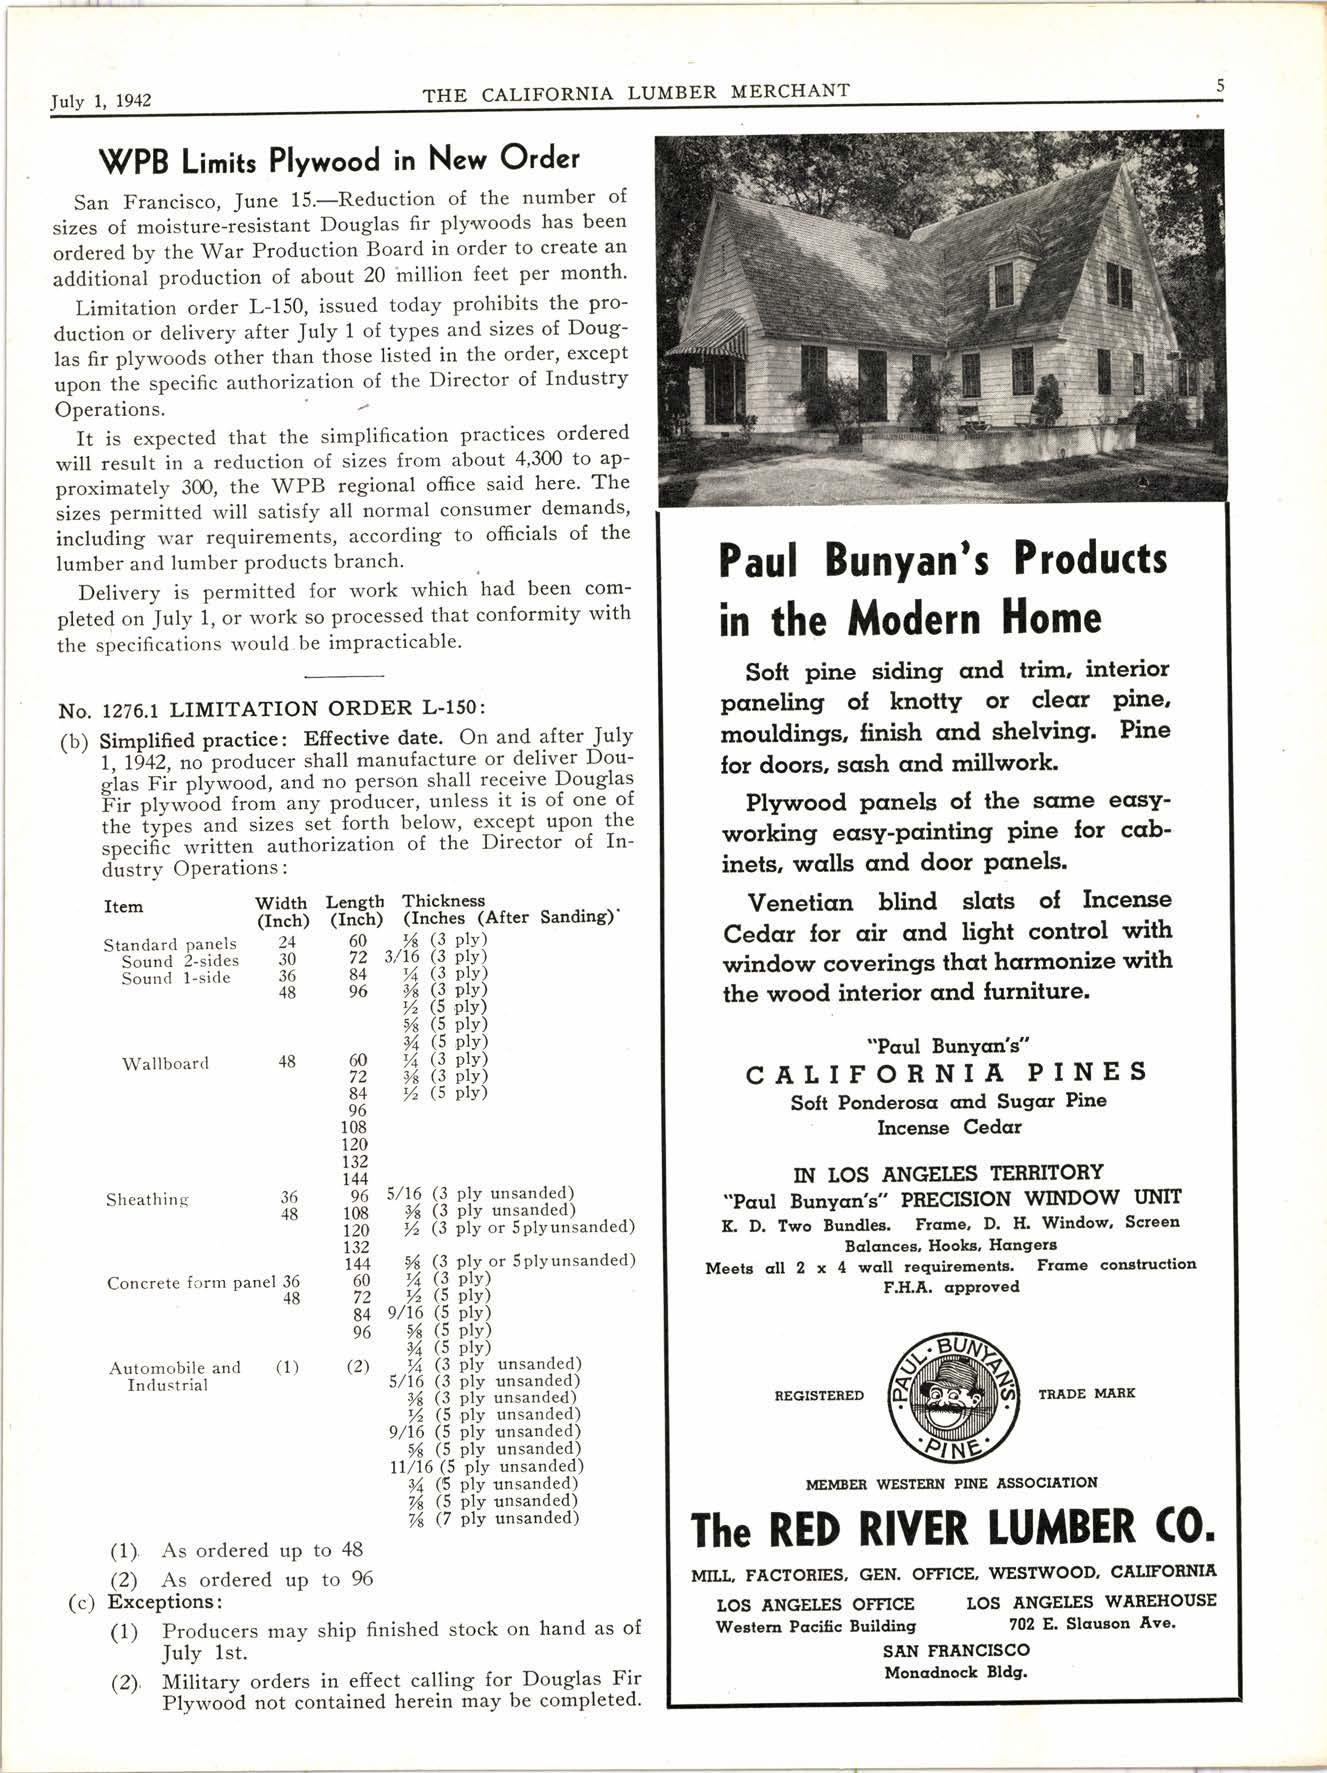 July 1, 1942
THE CALIFORNIA LUMBER MERCHANT
5
WPB Limits Plywood in New Order
San Francisco, June 15.—Reduction of the number of
sizes of moisture-resistant Douglas fir plywoods has been
ordered by the War Production Board in order to create an
additional production of about 20 million feet per month.
Limitation order L-150, issued today prohibits the pro-
duction or delivery after July 1 of types and sizes of Doug-
las fir plywoods other than those listed in the order, except
upon the specific authorization of the Director of Industry
Operations.
It is expected that the simplification practices ordered
will result in a reduction of sizes from about 4,300 to ap-
proximately 300, the WPB regional office said here. The
sizes permitted will satisfy all normal consumer demands,
including war requirements, according to officials of the
lumber and lumber products branch.
Delivery is permitted for work which had been com-
pleted on July 1, or work so processed that conformity with
the specifications would be impracticable.
No. 1276.1 LIMITATION ORDER L-150:
(b) Simplified practice: Effective date. On and after July
1, 1942, no producer shall manufacture or deliver Dou-
glas Fir plywood, and no person shall receive Douglas
Fir plywood from any producer, unless it is of one of
the types and sizes set forth below, except upon the
specific written authorization of the Director of In-
dustry Operations:
Item Width Length Thickness
(Inch) (Inch) (Inches (After Sanding)
Standard panels 24 60 ⅛ (3 ply)
Sound 2-sides 30 72 3/16 (3 ply)
Sound 1-side 36 84 ¼ (3 ply)
48 96 ⅜ (3 ply)
½ (5 ply)
⅝ (5 ply)
¾ (5 ply)
Wallboard 48 60 ¼ (3 ply)
72 ⅜ (3 ply)
84 ½ (5 ply)
96
108
120
132
144
Sheathing 36 96 5/16 (3 ply unsanded)
48 108 ⅜ (3 ply unsanded)
120 ½ (3 ply or 5 ply unsanded)
132
144 ⅝ (3 ply or 5 ply unsanded)
Concrete form panel 36 60 ¼ (3 ply)
48 72 ½ (5 ply)
84 9/16 (5 ply)
96 ⅝ (5 ply)
¾ (5 ply)
Automobile and (1) (2) ¼ (3 ply unsanded)
Industrial 5/16 (3 ply unsanded)
⅜ (3 ply unsanded)
½ (5 ply unsanded)
9/16 (5 ply unsanded)
⅝ (5 ply unsanded)
11/16 (5 ply unsanded)
¾ (5 ply unsanded)
⅞ (5 ply unsanded)
⅞ (7 ply unsanded)
(1) As ordered up to 48
(2) As ordered up to 96
(c) Exceptions:
(1) Producers may ship finished stock on hand as of
July 1st.
(2) Military orders in effect calling for Douglas Fir
Plywood not contained herein may be completed.
Paul Bunyan's Products
in the Modern Home
Soft pine siding and trim, interior
paneling of knotty or clear pine,
mouldings, finish and shelving. Pine
for doors, sash and millwork.
Plywood panels of the same easy-
working easy-painting pine for cab-
inets, walls and door panels.
Venetian blind slats of Incense
Cedar for air and light control with
window coverings that harmonize with
the wood interior and furniture.
"Paul Bunyan's"
CALIFORNIA PINES
Soft Ponderosa and Sugar Pine
Incense Cedar
IN LOS ANGELES TERRITORY
"Paul Bunyan's" PRECISION WINDOW UNIT
K. D. Two Bundles. Frame, D. H. Window, Screen
Balances, Hooks, Hangers
Meets all 2 x 4 wall requirements. Frame construction
F.H.A. approved
REGISTERED
PAUL BUNYAN'S
PINE
TRADE MARK
MEMBER WESTERN PINE ASSOCIATION
The RED RIVER LUMBER CO.
MILL, FACTORIES, GEN. OFFICE, WESTWOOD, CALIFORNIA
LOS ANGELES OFFICE LOS ANGELES WAREHOUSE
Western Pacific Building 702 E. Slauson Ave.
SAN FRANCISCO
Monadnock Bldg.